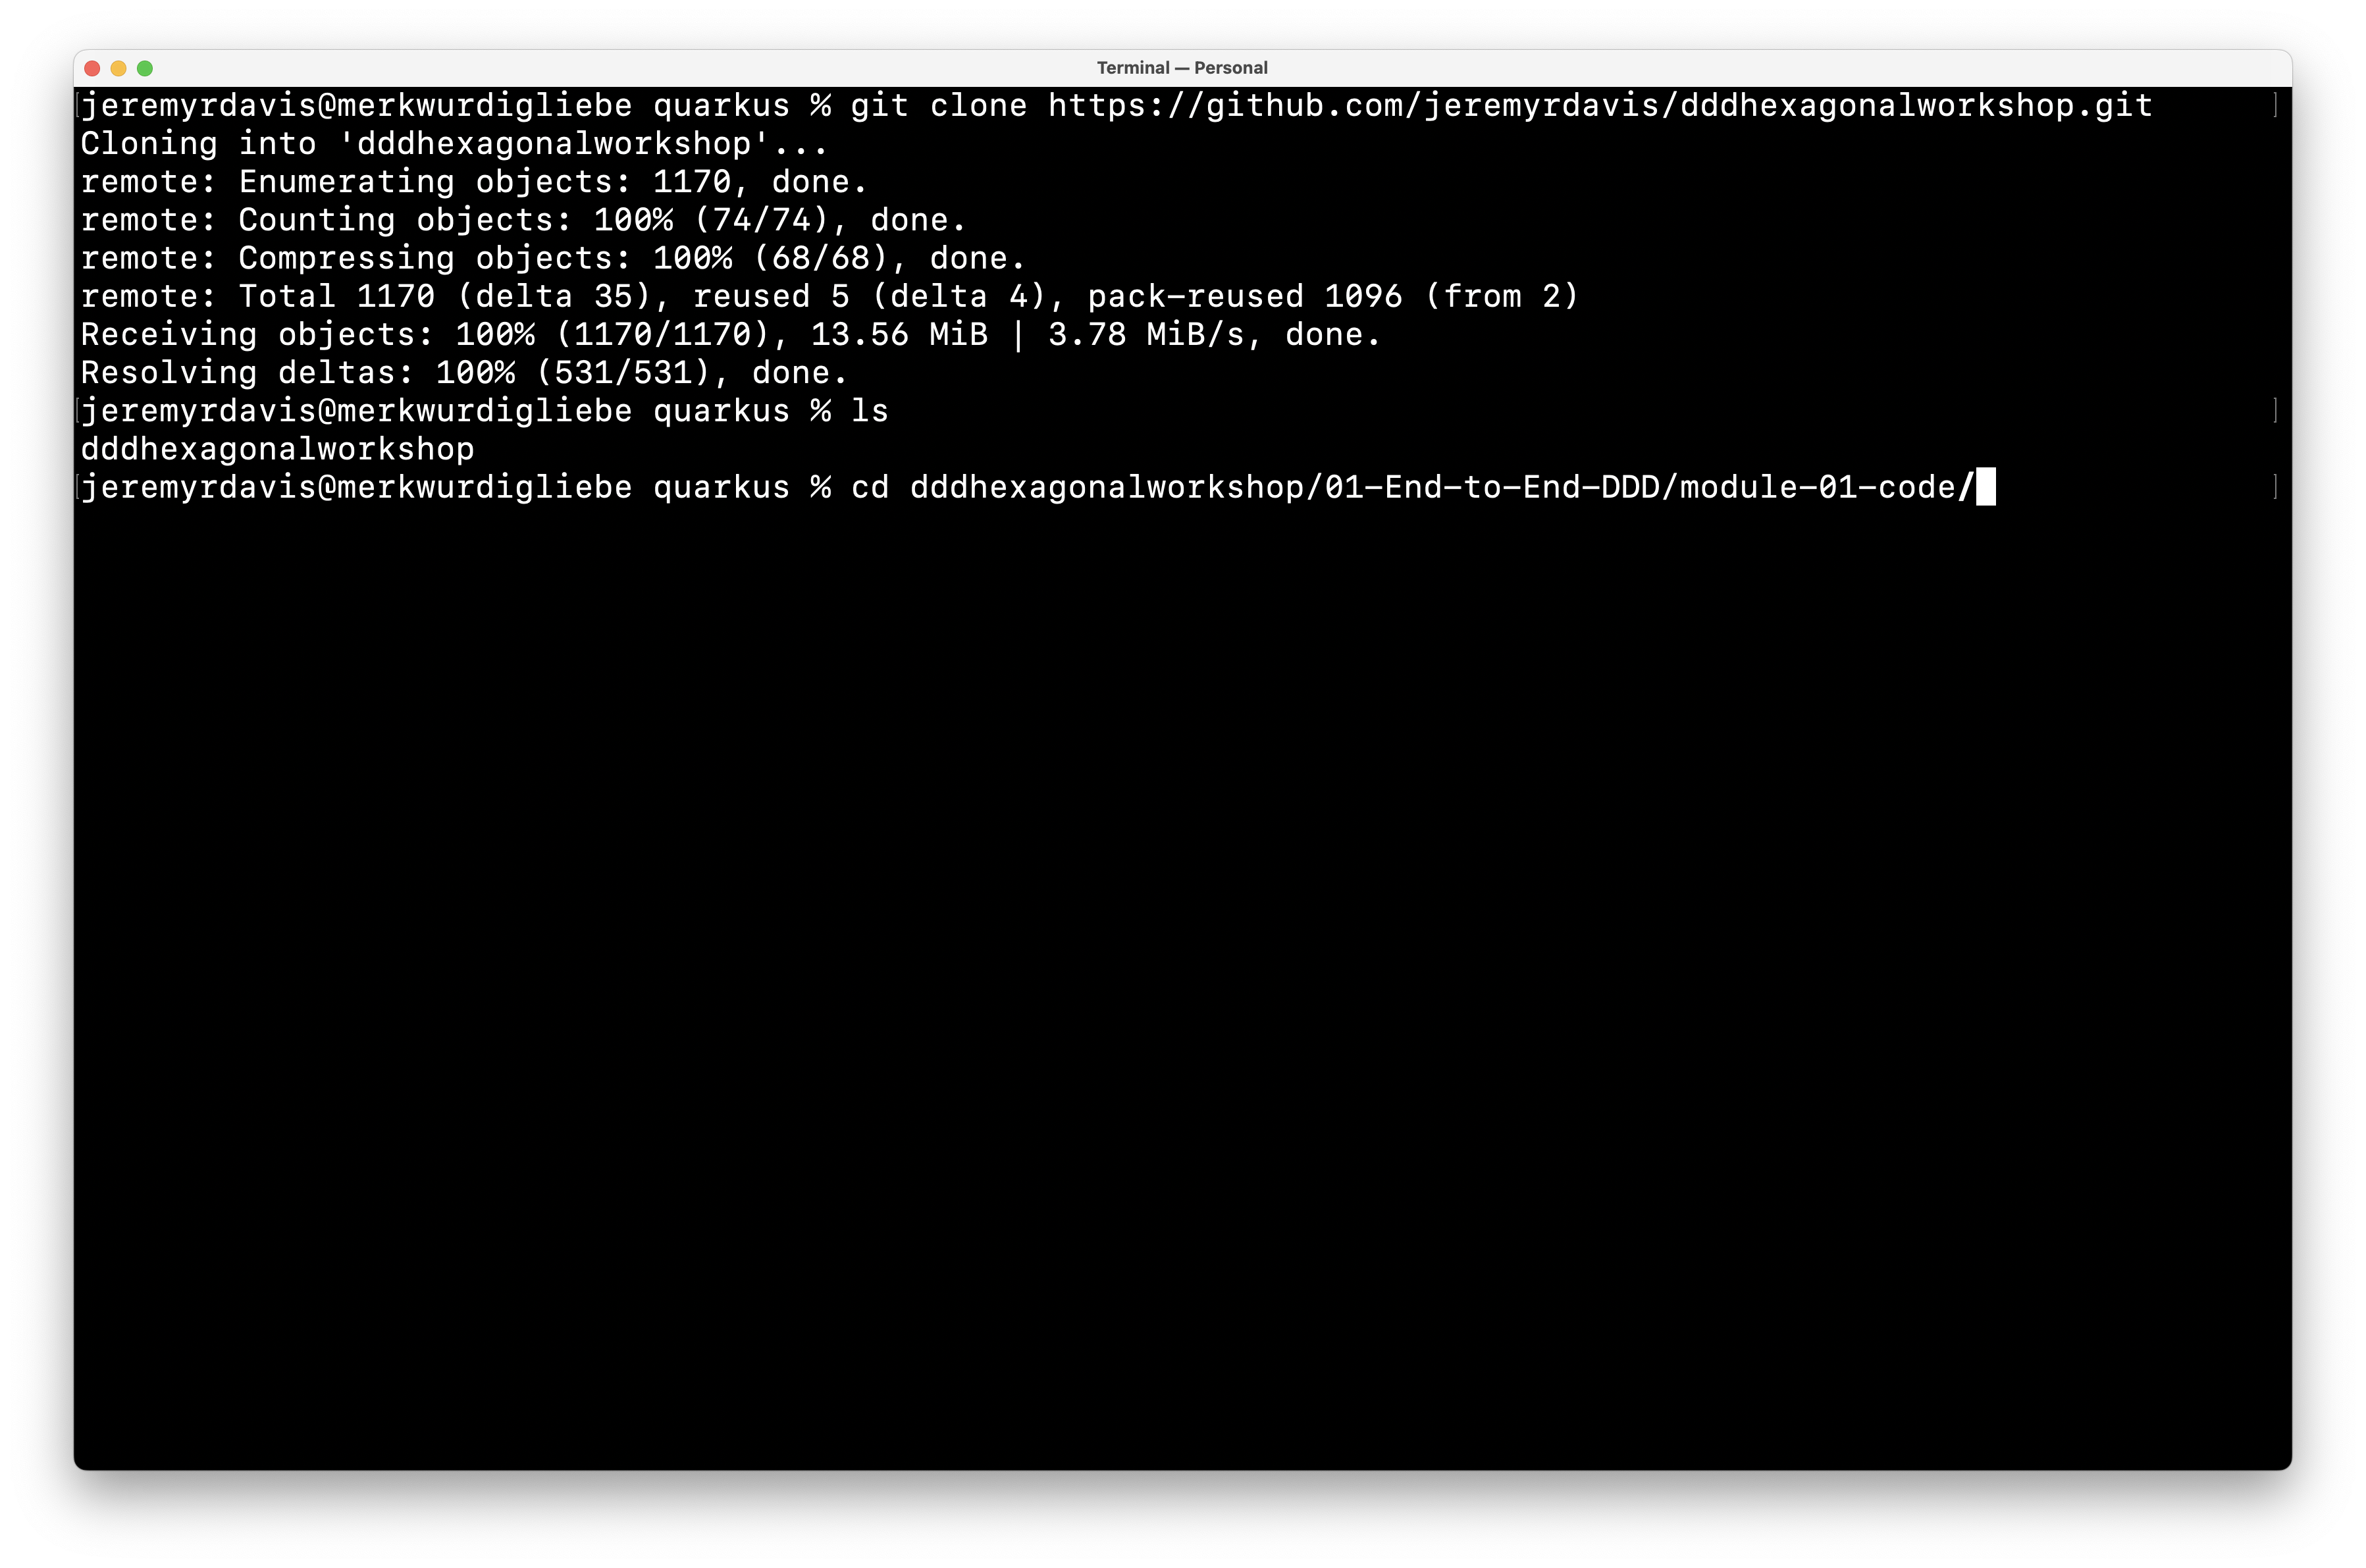 Terminal — Personal
[jeremyrdavis@merkwurdigliebe quarkus % git clone https://github.com/jeremyrdavis/dddhexagonalworkshop.git ]
Cloning into 'dddhexagonalworkshop'...
remote: Enumerating objects: 1170, done.
remote: Counting objects: 100% (74/74), done.
remote: Compressing objects: 100% (68/68), done.
remote: Total 1170 (delta 35), reused 5 (delta 4), pack-reused 1096 (from 2)
Receiving objects: 100% (1170/1170), 13.56 MiB | 3.78 MiB/s, done.
Resolving deltas: 100% (531/531), done.
[jeremyrdavis@merkwurdigliebe quarkus % ls ]
dddhexagonalworkshop
[jeremyrdavis@merkwurdigliebe quarkus % cd dddhexagonalworkshop/01-End-to-End-DDD/module-01-code/ ]